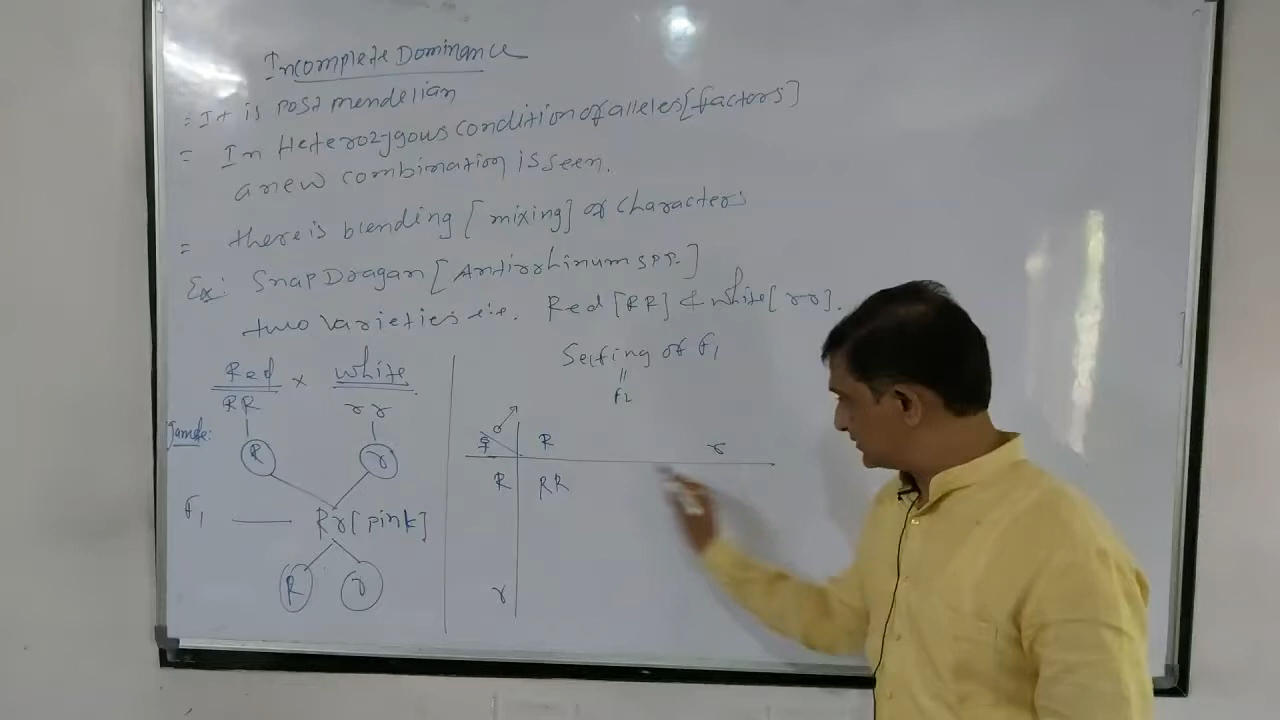 Incomplete Dominance
= It is post mendelian
= In Heterozygous condition of alleles [factors]
a new combination is seen.
= there is blending [mixing] of characters
Ex: SnapDragan [Antirrhinum spp.]
two varieties i.e. Red [RR] & white [rr].
Red × white
RR rr
Gamete:
R r
F1 — Rr [pink]
R r
Selfing of F1
=
F2
♀ ♂ R r
R RR
r